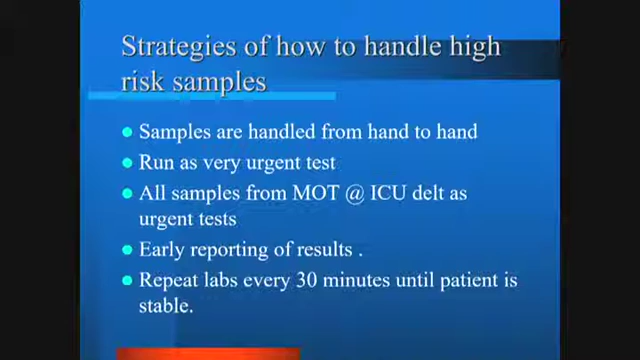 Strategies of how to handle high
risk samples
Samples are handled from hand to hand
Run as very urgent test
All samples from MOT @ ICU delt as
urgent tests
Early reporting of results .
Repeat labs every 30 minutes until patient is
stable.